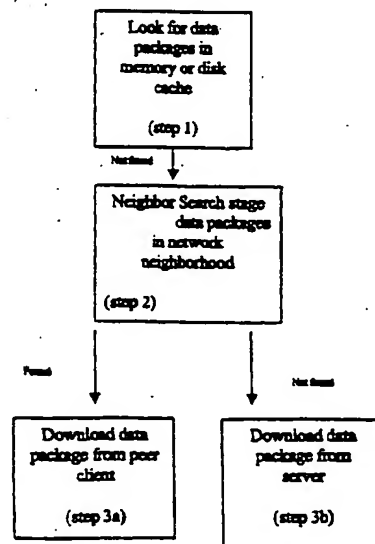 Look for data
packages in
memory or disk
cache
(step 1)
Not found
Neighbor Search stage
data packages
in network
neighborhood
(step 2)
Found
Not found
Download data
package from peer
client
(step 3a)
Download data
package from
server
(step 3b)